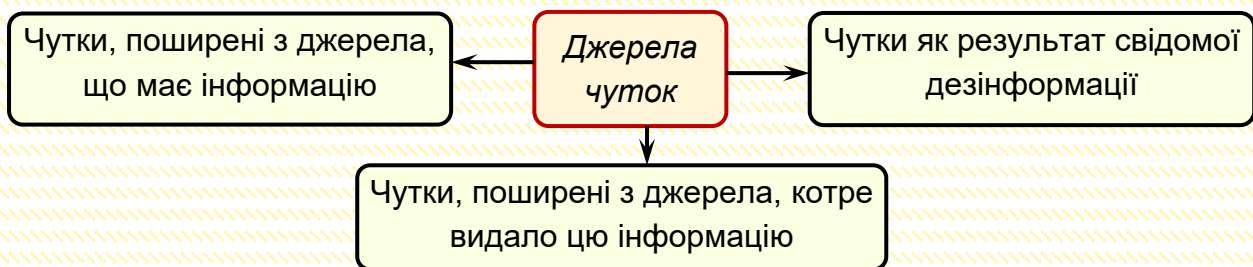 Чутки, поширені з джерела,
що має інформацію
Джерела
чуток
Чутки як результат свідомої
дезінформації
Чутки, поширені з джерела, котре
видало цю інформацію